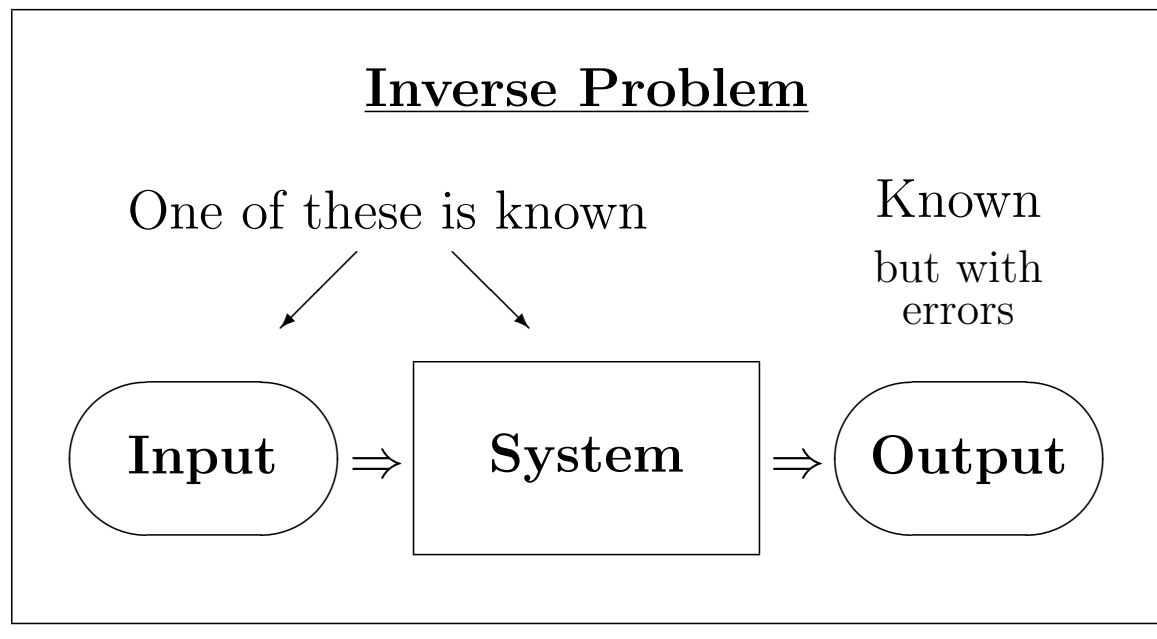 Inverse Problem
One of these is known
Known
but with
errors
Input ⇒ System ⇒ Output